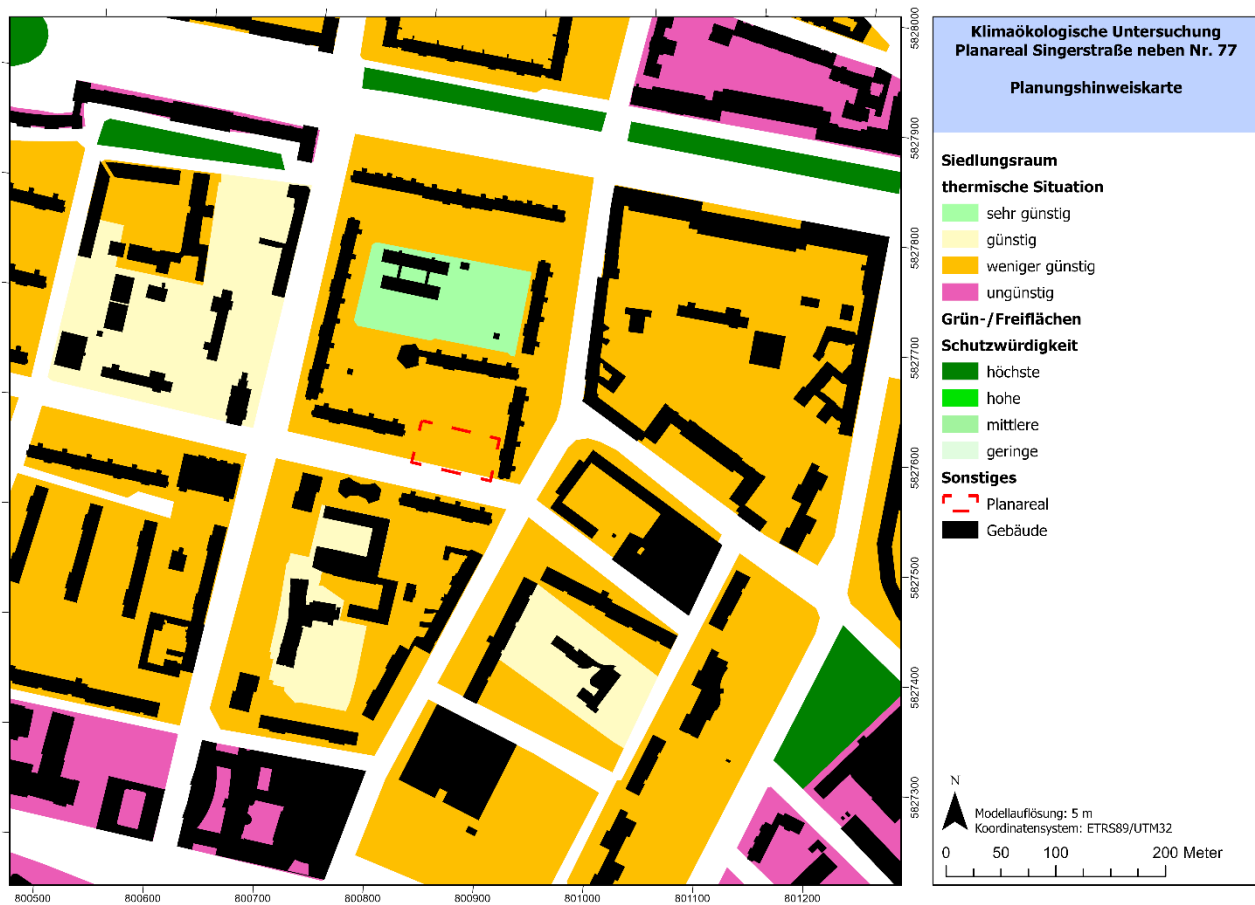 Klimaökologische Untersuchung
Planareal Singerstraße neben Nr. 77
Planungshinweiskarte
Siedlungsraum
thermische Situation
sehr günstig
günstig
weniger günstig
ungünstig
Grün-/Freiflächen
Schutzwürdigkeit
höchste
hohe
mittlere
geringe
Sonstiges
Planareal
Gebäude
N
Modellauflösung: 5 m
Koordinatensystem: ETRS89/UTM32
0 50 100 200 Meter
5828000
5827900
5827800
5827700
5827600
5827500
5827400
5827300
800500 800600 800700 800800 800900 801000 801100 801200